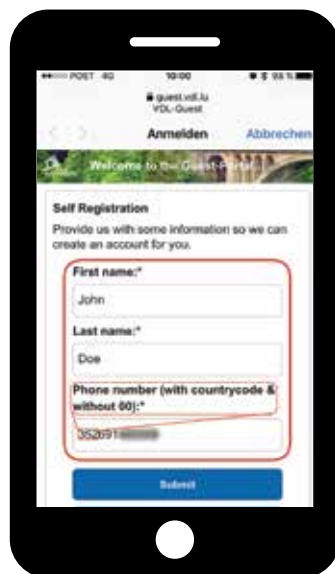 POST 4G 10:00 93 %
guest.vdl.lu
VDL-Guest
Anmelden Abbrechen
Welcome to the Guest-Portal
Self Registration
Provide us with some information so we can
create an account for you.
First name:*
John
Last name:*
Doe
Phone number (with countrycode &
without 00):*
352691
Submit